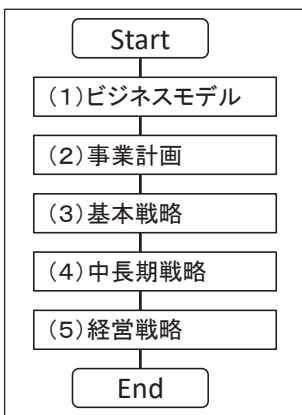 Start
(１)ビジネスモデル
(２)事業計画
(３)基本戦略
(４)中長期戦略
(５)経営戦略
End